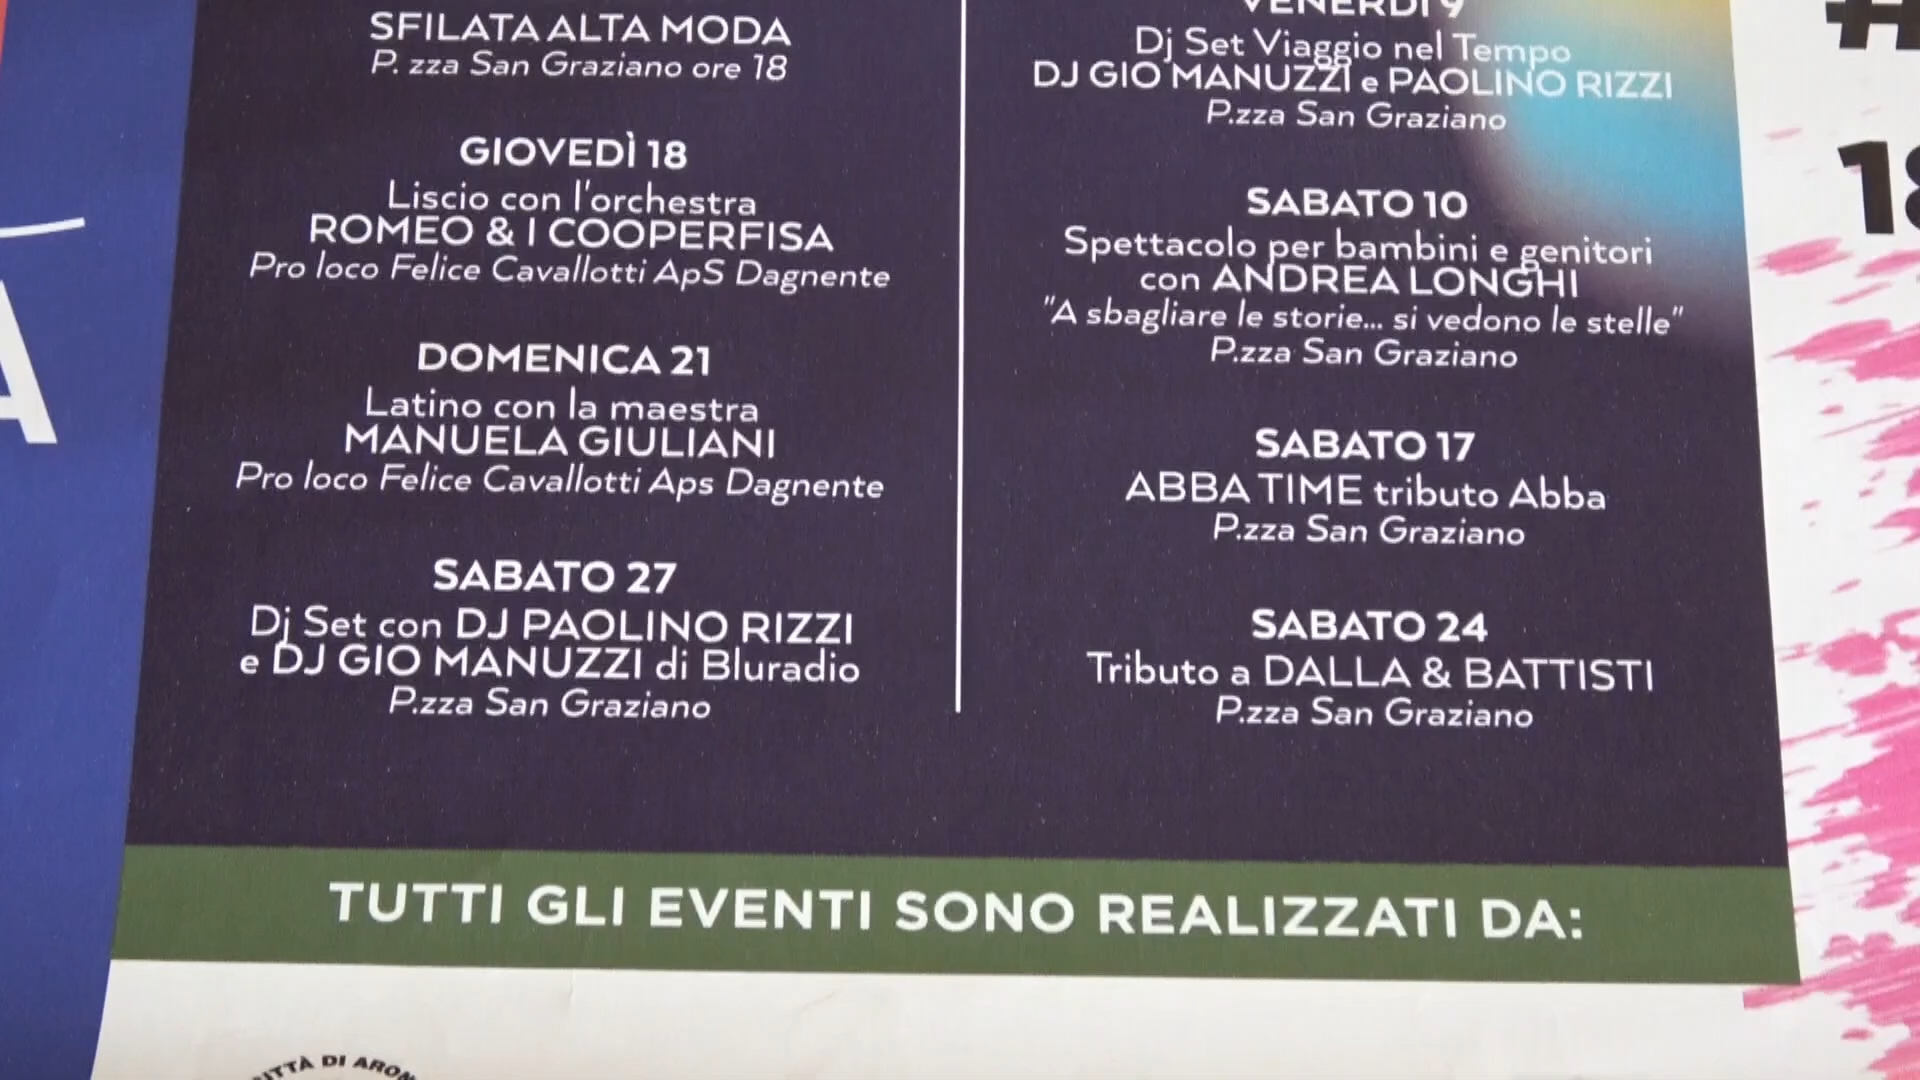 SFILATA ALTA MODA
P. zza San Graziano ore 18
GIOVEDÌ 18
Liscio con l'orchestra
ROMEO & I COOPERFISA
Pro loco Felice Cavallotti ApS Dagnente
DOMENICA 21
Latino con la maestra
MANUELA GIULIANI
Pro loco Felice Cavallotti Aps Dagnente
SABATO 27
Dj Set con DJ PAOLINO RIZZI
e DJ GIO MANUZZI di Bluradio
P.zza San Graziano
VENERDÌ 9
Dj Set Viaggio nel Tempo
DJ GIO MANUZZI e PAOLINO RIZZI
P.zza San Graziano
SABATO 10
Spettacolo per bambini e genitori
con ANDREA LONGHI
"A sbagliare le storie... si vedono le stelle"
P.zza San Graziano
SABATO 17
ABBA TIME tributo Abba
P.zza San Graziano
SABATO 24
Tributo a DALLA & BATTISTI
P.zza San Graziano
TUTTI GLI EVENTI SONO REALIZZATI DA:
CITTÀ DI ARON
A
18